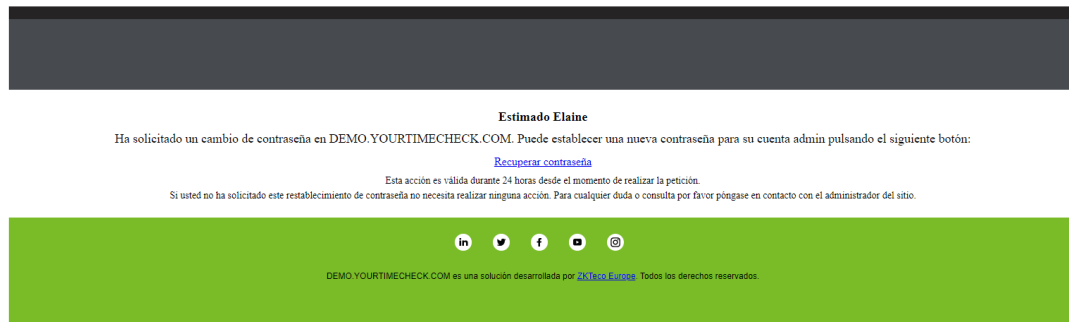 Estimado Elaine
Ha solicitado un cambio de contraseña en DEMO.YOURTIMECHECK.COM. Puede establecer una nueva contraseña para su cuenta admin pulsando el siguiente botón:
Recuperar contraseña
Esta acción es válida durante 24 horas desde el momento de realizar la petición.
Si usted no ha solicitado este restablecimiento de contraseña no necesita realizar ninguna acción. Para cualquier duda o consulta por favor póngase en contacto con el administrador del sitio.
DEMO.YOURTIMECHECK.COM es una solución desarrollada por ZKTeco Europe. Todos los derechos reservados.